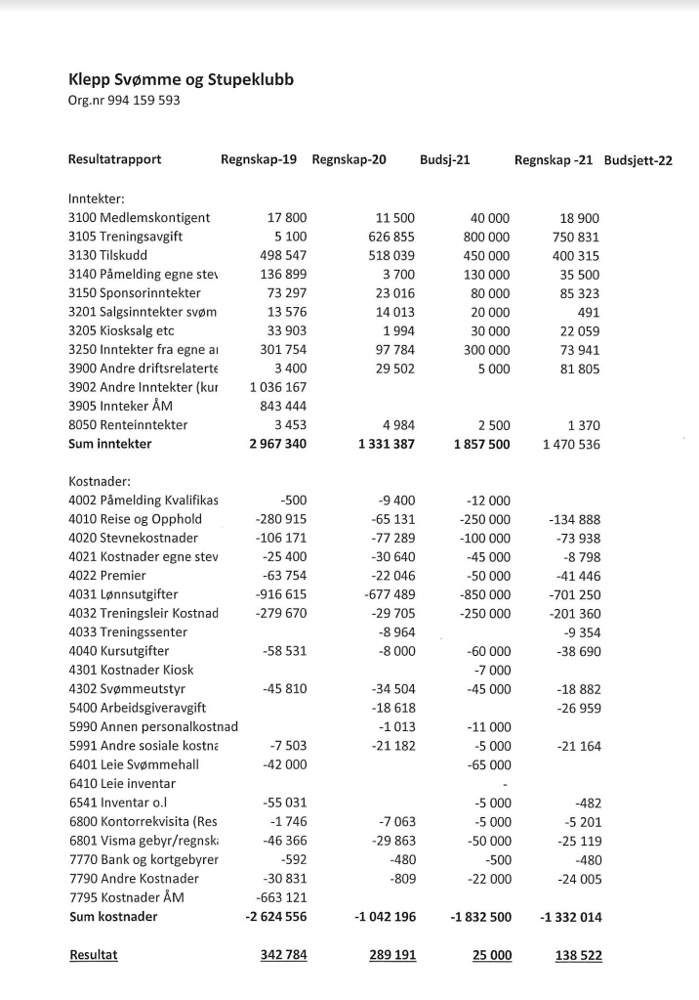 Klepp Svømme og Stupeklubb
Org.nr 994 159 593
Resultatrapport Regnskap-19 Regnskap-20 Budsj-21 Regnskap -21 Budsjett-22
Inntekter:
3100 Medlemskontigent 17 800 11 500 40 000 18 900
3105 Treningsavgift 5 100 626 855 800 000 750 831
3130 Tilskudd 498 547 518 039 450 000 400 315
3140 Påmelding egne stev 136 899 3 700 130 000 35 500
3150 Sponsorinntekter 73 297 23 016 80 000 85 323
3201 Salgsinntekter svøm 13 576 14 013 20 000 491
3205 Kiosksalg etc 33 903 1 994 30 000 22 059
3250 Inntekter fra egne ar 301 754 97 784 300 000 73 941
3900 Andre driftsrelaterte 3 400 29 502 5 000 81 805
3902 Andre Inntekter (kur 1 036 167
3905 Innteker ÅM 843 444
8050 Renteinntekter 3 453 4 984 2 500 1 370
Sum inntekter 2 967 340 1 331 387 1 857 500 1 470 536
Kostnader:
4002 Påmelding Kvalifikas -500 -9 400 -12 000
4010 Reise og Opphold -280 915 -65 131 -250 000 -134 888
4020 Stevnekostnader -106 171 -77 289 -100 000 -73 938
4021 Kostnader egne stev -25 400 -30 640 -45 000 -8 798
4022 Premier -63 754 -22 046 -50 000 -41 446
4031 Lønnsutgifter -916 615 -677 489 -850 000 -701 250
4032 Treningsleir Kostnad -279 670 -29 705 -250 000 -201 360
4033 Treningssenter -8 964 -9 354
4040 Kursutgifter -58 531 -8 000 -60 000 -38 690
4301 Kostnader Kiosk -7 000
4302 Svømmeutstyr -45 810 -34 504 -45 000 -18 882
5400 Arbeidsgiveravgift -18 618 -26 959
5990 Annen personalkostnad -1 013 -11 000
5991 Andre sosiale kostna -7 503 -21 182 -5 000 -21 164
6401 Leie Svømmehall -42 000 -65 000
6410 Leie inventar -
6541 Inventar o.l -55 031 -5 000 -482
6800 Kontorrekvisita (Res -1 746 -7 063 -5 000 -5 201
6801 Visma gebyr/regnska -46 366 -29 863 -50 000 -25 119
7770 Bank og kortgebyrer -592 -480 -500 -480
7790 Andre Kostnader -30 831 -809 -22 000 -24 005
7795 Kostnader ÅM -663 121
Sum kostnader -2 624 556 -1 042 196 -1 832 500 -1 332 014
Resultat 342 784 289 191 25 000 138 522